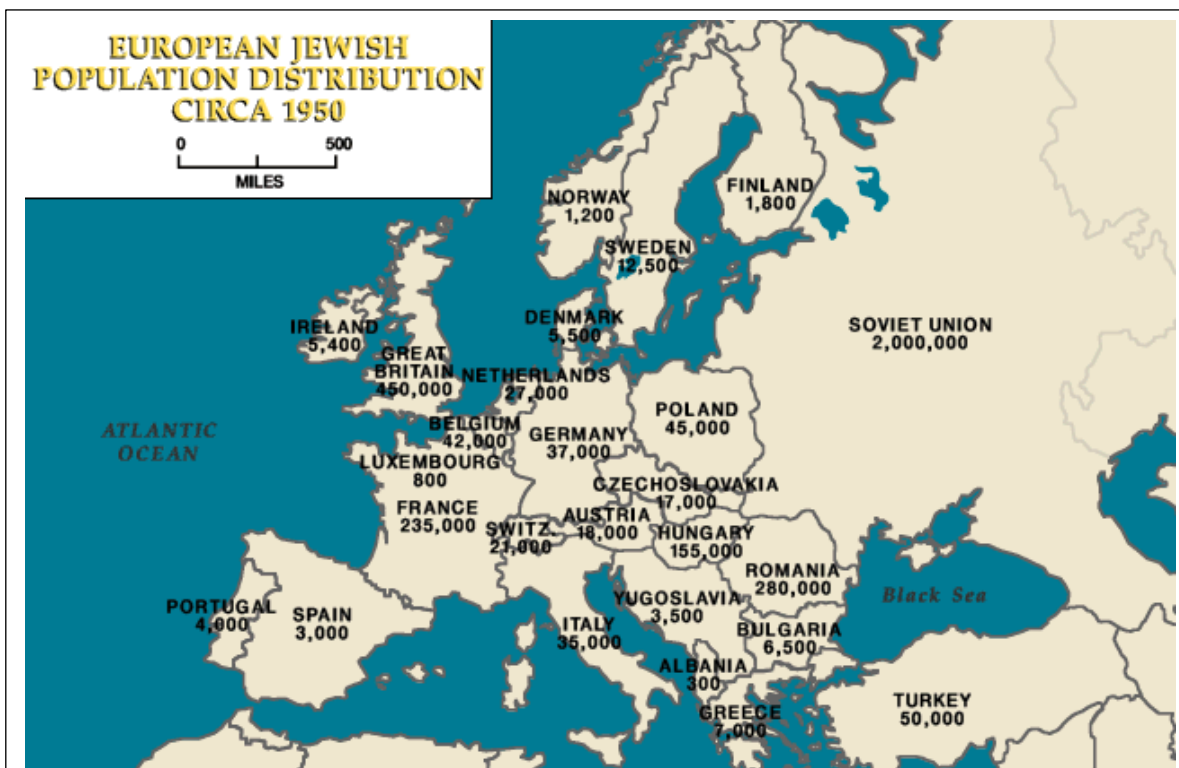 EUROPEAN JEWISH
POPULATION DISTRIBUTION
CIRCA 1950
0 500
MILES
NORWAY
1,200
FINLAND
1,800
SWEDEN
12,500
DENMARK
5,500
SOVIET UNION
2,000,000
IRELAND
5,400
GREAT
BRITAIN
450,000
NETHERLANDS
27,000
POLAND
45,000
BELGIUM
42,000
GERMANY
37,000
ATLANTIC
OCEAN
LUXEMBOURG
800
CZECHOSLOVAKIA
17,000
FRANCE
235,000
SWITZ.
21,000
AUSTRIA
18,000
HUNGARY
155,000
ROMANIA
280,000
Black Sea
YUGOSLAVIA
3,500
PORTUGAL
4,000
SPAIN
3,000
ITALY
35,000
BULGARIA
6,500
ALBANIA
300
GREECE
7,000
TURKEY
50,000